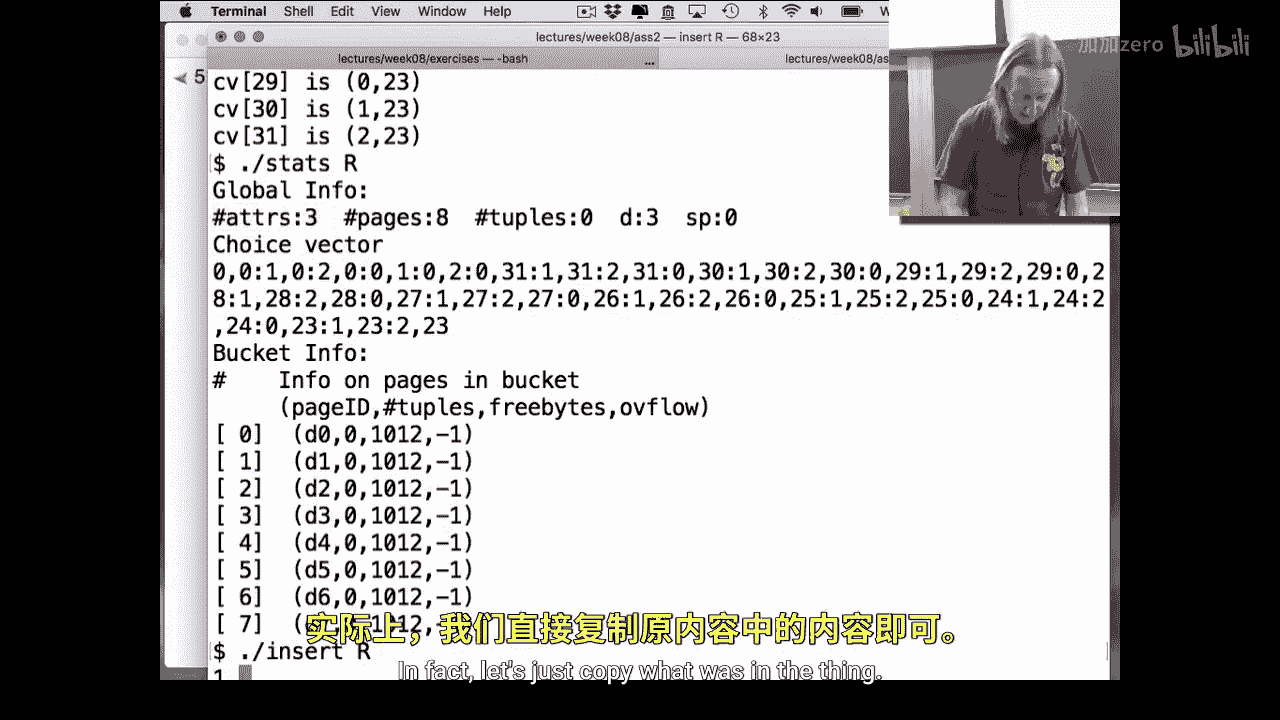 Terminal Shell Edit View Window Help
lectures/week08/ass2 — insert R — 68×23
加加zero bilibili
lectures/week08/exercises — -bash
lectures/week08/as
5
cv[29] is (0,23)
cv[30] is (1,23)
cv[31] is (2,23)
$ ./stats R
Global Info:
#attrs:3 #pages:8 #tuples:0 d:3 sp:0
Choice vector
0,0:1,0:2,0:0,1:0,2:0,31:1,31:2,31:0,30:1,30:2,30:0,29:1,29:2,29:0,2
8:1,28:2,28:0,27:1,27:2,27:0,26:1,26:2,26:0,25:1,25:2,25:0,24:1,24:2
,24:0,23:1,23:2,23
Bucket Info:
# Info on pages in bucket
(pageID,#tuples,freebytes,ovflow)
[ 0] (d0,0,1012,-1)
[ 1] (d1,0,1012,-1)
[ 2] (d2,0,1012,-1)
[ 3] (d3,0,1012,-1)
[ 4] (d4,0,1012,-1)
[ 5] (d5,0,1012,-1)
[ 6] (d6,0,1012,-1)
[ 7]
实际上，我们直接复制原内容中的内容即可。
$ ./insert R
In fact, let's just copy what was in the thing.
1